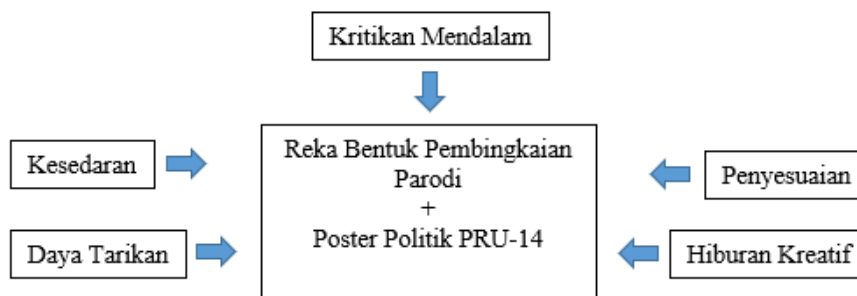 Kritikan Mendalam
Kesedaran
Reka Bentuk Pembingkaian
Parodi
+
Poster Politik PRU-14
Penyesuaian
Daya Tarikan
Hiburan Kreatif